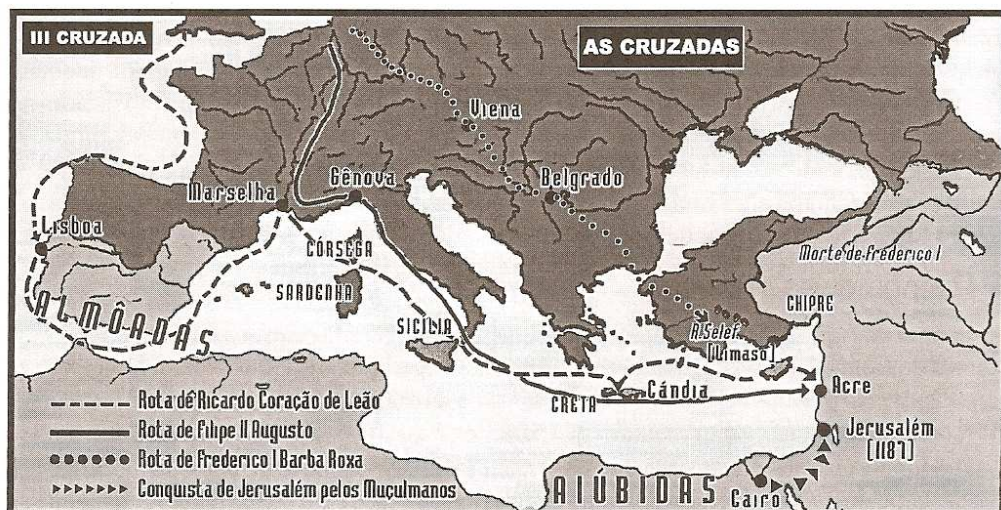 III CRUZADA
AS CRUZADAS
Viena
Belgrado
Gênova
Marselha
Lisboa
CÓRSEGA
SARDENHA
SICÍLIA
ALMÔADAS
Morte de Frederico I
CHIPRE
R. Selef.
(Limaso)
Cándia
CRETA
Acre
Jerusalém
(1187)
AIÚBIDAS
Cairo
Rota de Ricardo Coração de Leão
Rota de Filipe II Augusto
Rota de Frederico I Barba Roxa
Conquista de Jerusalém pelos Muçulmanos